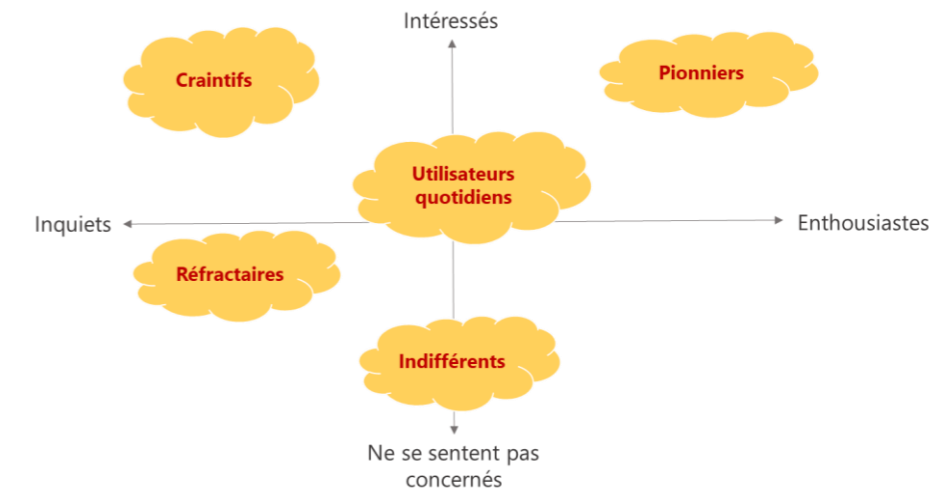 Intéressés
Craintifs
Pionniers
Utilisateurs
quotidiens
Inquiets
Enthousiastes
Réfractaires
Indifférents
Ne se sentent pas
concernés